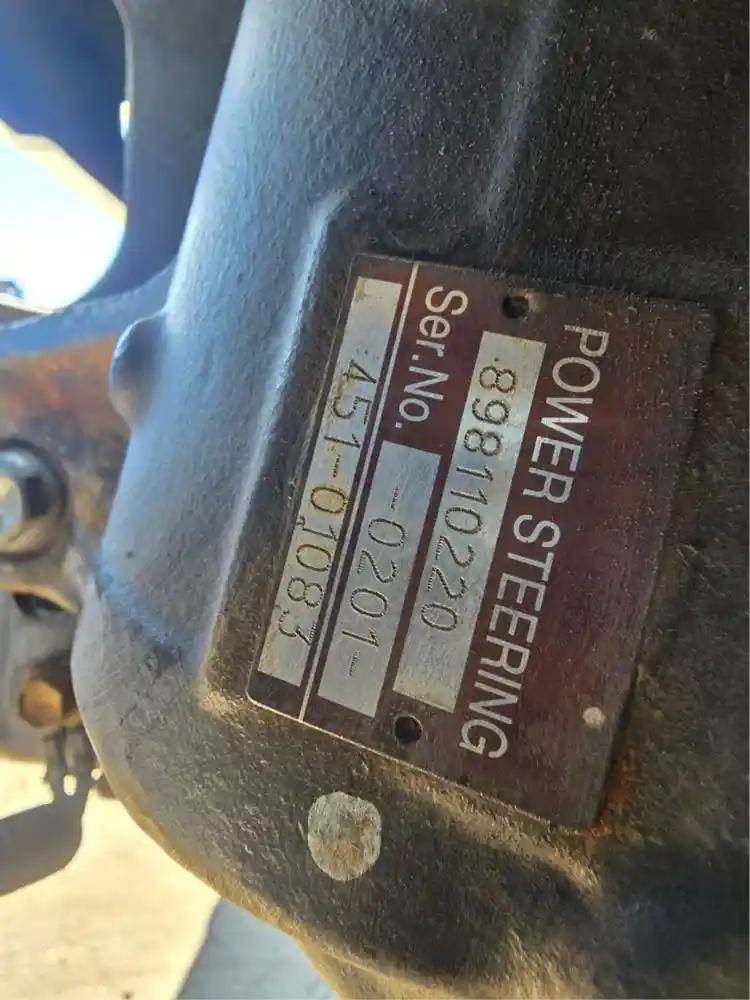 POWER STEERING
898110220
Ser.No. -0201-
451-01083